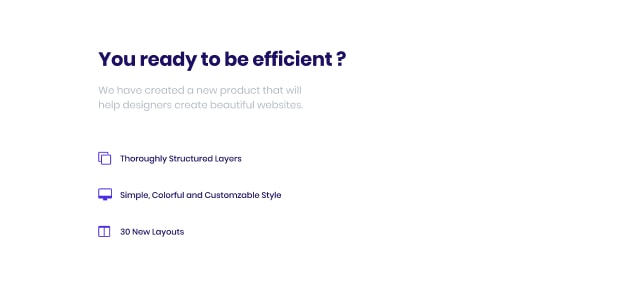 You ready to be efficient ?
We have created a new product that will
help designers create beautiful websites.
Thoroughly Structured Layers
Simple, Colorful and Customzable Style
30 New Layouts